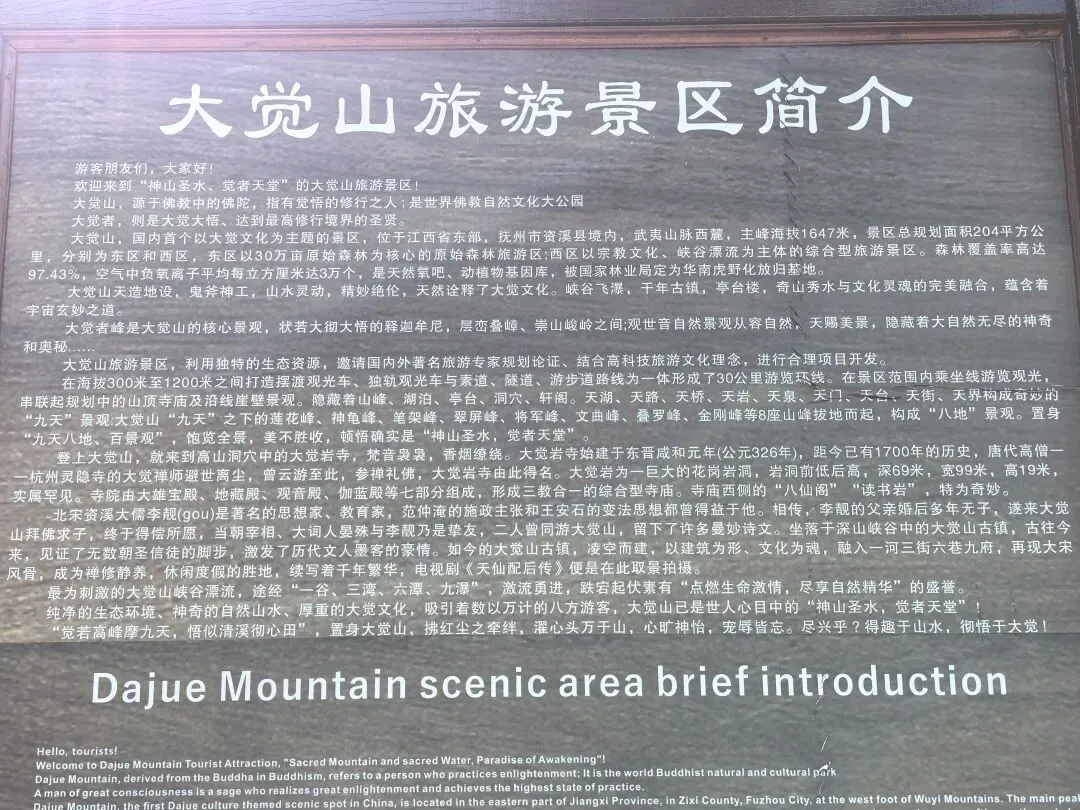 大觉山旅游景区简介
游客朋友们，大家好！
欢迎来到“神山圣水、觉者天堂”的大觉山旅游景区！
大觉山，源于佛教中的佛陀，指有觉悟的修行之人；是世界佛教自然文化大公园
大觉者，则是大觉大悟、达到最高修行境界的圣贤。
大觉山，国内首个以大觉文化为主题的景区，位于江西省东部，抚州市资溪县境内，武夷山脉西麓，主峰海拔1647米，景区总规划面积204平方公
里，分别为东区和西区，东区以30万亩原始森林为核心的原始森林旅游区；西区以宗教文化、峡谷漂流为主体的综合型旅游景区。森林覆盖率高达
97.43%，空气中负氧离子平均每立方厘米达3万个，是天然氧吧、动植物基因库，被国家林业局定为华南虎野化放归基地。
大觉山天造地设，鬼斧神工，山水灵动，精妙绝伦，天然诠释了大觉文化。峡谷飞瀑，千年古镇，亭台楼，奇山秀水与文化灵魂的完美融合，蕴含着
宇宙玄妙之道。
大觉者峰是大觉山的核心景观，状若大彻大悟的释迦牟尼，层峦叠嶂、崇山峻岭之间;观世音自然景观从容自然，天赐美景，隐藏着大自然无尽的神奇
和奥秘......
大觉山旅游景区，利用独特的生态资源，邀请国内外著名旅游专家规划论证、结合高科技旅游文化理念，进行合理项目开发。
在海拔300米至1200米之间打造摆渡观光车、独轨观光车与素道、隧道、游步道路线为一体形成了30公里游览环线。在景区范围内乘坐线游览观光，
串联起规划中的山顶寺庙及沿线崖壁景观。隐藏着山峰、湖泊、亭台、洞穴、轩阁。天湖、天路、天桥、天岩、天泉、天门、天台、天街、天界构成奇妙的
“九天”景观:大觉山“九天”之下的莲花峰、神龟峰、笔架峰、翠屏峰、将军峰、文曲峰、叠罗峰、金刚峰等8座山峰拔地而起，构成“八地”景观。置身
“九天八地、百景观”，饱览全景，美不胜收，顿悟确实是“神山圣水，觉者天堂”。
登上大觉山，就来到高山洞穴中的大觉岩寺，梵音袅袅，香烟缭绕。大觉岩寺始建于东晋咸和元年(公元326年)，距今已有1700年的历史，唐代高僧一
一杭州灵隐寺的大觉禅师避世离尘，曾云游至此，参禅礼佛，大觉岩寺由此得名。大觉岩为一巨大的花岗岩洞，岩洞前低后高，深69米，宽99米，高19米，
实属罕见。寺院由大雄宝殿、地藏殿、观音殿、伽蓝殿等七部分组成，形成三教合一的综合型寺庙。寺庙西侧的“八仙阁”“读书岩”，特为奇妙。
北宋资溪大儒李觏(gou)是著名的思想家、教育家，范仲淹的施政主张和王安石的变法思想都曾得益于他。相传，李觏的父亲婚后多年无子，遂来大觉
山拜佛求子，终于得偿所愿，当朝宰相、大词人晏殊与李觏乃是挚友，二人曾同游大觉山，留下了许多曼妙诗文。坐落于深山峡谷中的大觉山古镇，古往今
来，见证了无数朝圣信徒的脚步，激发了历代文人墨客的豪情。如今的大觉山古镇，凌空而建，以建筑为形、文化为魂，融入一河三街六巷九府，再现大宋
风骨，成为禅修静养，休闲度假的胜地，续写着千年繁华，电视剧《天仙配后传》便是在此取景拍摄。
最为刺激的大觉山峡谷漂流，途经“一谷、三湾、六潭、九瀑”，激流勇进，跌宕起伏素有“点燃生命激情，尽享自然精华”的盛誉。
纯净的生态环境、神奇的自然山水、厚重的大觉文化，吸引着数以万计的八方游客，大觉山已是世人心目中的“神山圣水，觉者天堂”！
“觉若高峰摩九天，悟似清溪彻心田”，置身大觉山，拂红尘之牵绊，濯心头万于山，心旷神怡，宠辱皆忘。尽兴乎？得趣于山水，彻悟于大觉！
Dajue Mountain scenic area brief introduction
Hello, tourists!
Welcome to Dajue Mountain Tourist Attraction, "Sacred Mountain and sacred Water, Paradise of Awakening"!
Dajue Mountain, derived from the Buddha in Buddhism, refers to a person who practices enlightenment; It is the world Buddhist natural and cultural park
A man of great consciousness is a sage who realizes great enlightenment and achieves the highest state of practice.
Dajue Mountain, the first Dajue culture themed scenic spot in China, is located in the eastern part of Jiangxi Province, in Zixi County, Fuzhou City, at the west foot of Wuyi Mountains. The main peak